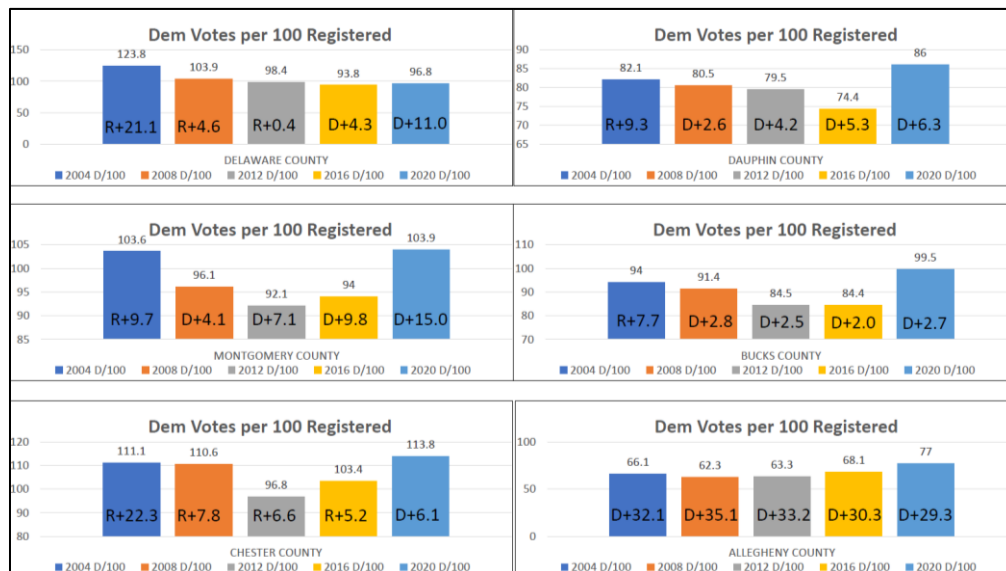 Dem Votes per 100 Registered
150
100
50
0
123.8
103.9
98.4
93.8
96.8
R+21.1
R+4.6
R+0.4
D+4.3
D+11.0
DELAWARE COUNTY
2004 D/100 2008 D/100 2012 D/100 2016 D/100 2020 D/100
Dem Votes per 100 Registered
90
85
80
75
70
65
82.1
80.5
79.5
74.4
86
R+9.3
D+2.6
D+4.2
D+5.3
D+6.3
DAUPHIN COUNTY
2004 D/100 2008 D/100 2012 D/100 2016 D/100 2020 D/100
Dem Votes per 100 Registered
105
100
95
90
85
103.6
96.1
92.1
94
103.9
R+9.7
D+4.1
D+7.1
D+9.8
D+15.0
MONTGOMERY COUNTY
2004 D/100 2008 D/100 2012 D/100 2016 D/100 2020 D/100
Dem Votes per 100 Registered
110
100
90
80
70
94
91.4
84.5
84.4
99.5
R+7.7
D+2.8
D+2.5
D+2.0
D+2.7
BUCKS COUNTY
2004 D/100 2008 D/100 2012 D/100 2016 D/100 2020 D/100
Dem Votes per 100 Registered
120
110
100
90
80
111.1
110.6
96.8
103.4
113.8
R+22.3
R+7.8
R+6.6
R+5.2
D+6.1
CHESTER COUNTY
2004 D/100 2008 D/100 2012 D/100 2016 D/100 2020 D/100
Dem Votes per 100 Registered
100
50
0
66.1
62.3
63.3
68.1
77
D+32.1
D+35.1
D+33.2
D+30.3
D+29.3
ALLEGHENY COUNTY
2004 D/100 2008 D/100 2012 D/100 2016 D/100 2020 D/100